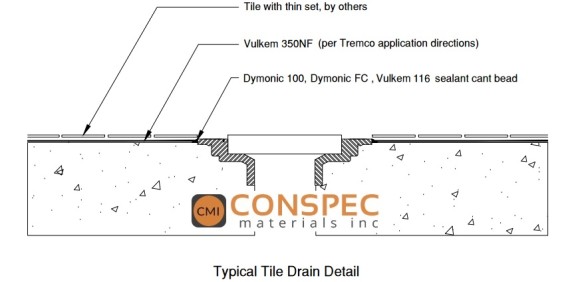 Tile with thin set, by others
Vulkem 350NF (per Tremco application directions)
Dymonic 100, Dymonic FC , Vulkem 116 sealant cant bead
CMI
CONSPEC
materials inc
Typical Tile Drain Detail